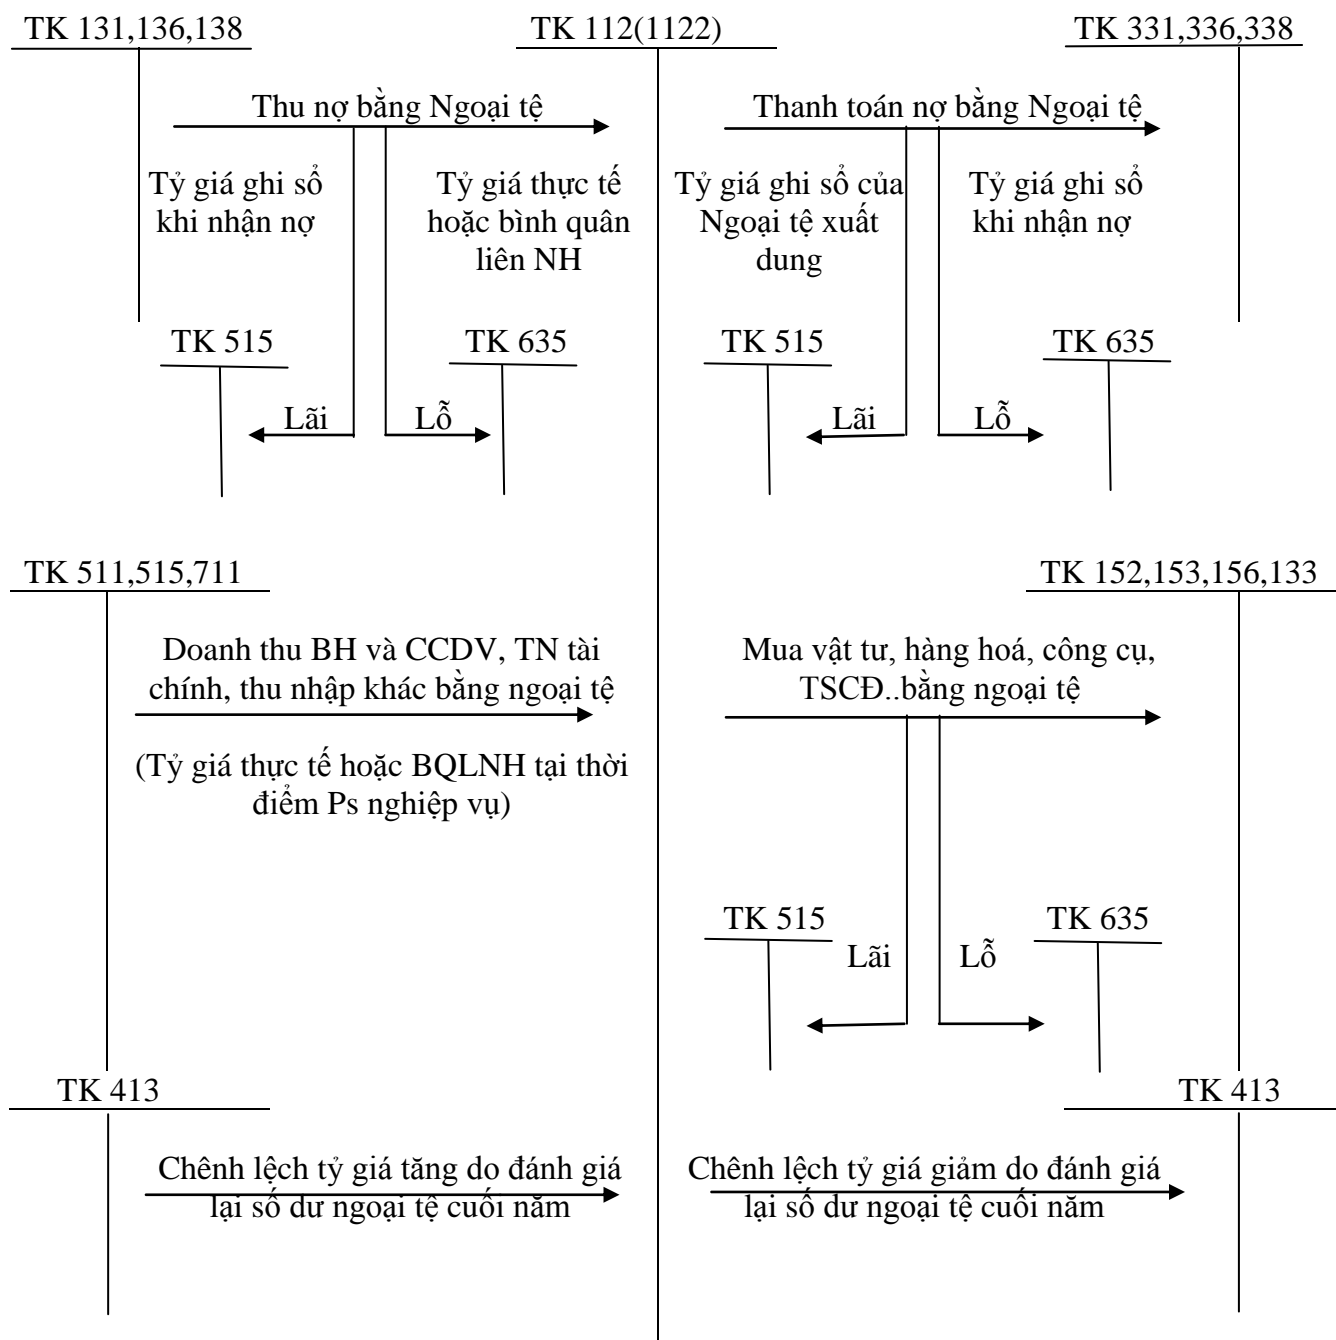 TK 131,136,138
TK 112(1122)
TK 331,336,338
Thu nợ bằng Ngoại tệ
Thanh toán nợ bằng Ngoại tệ
Tỷ giá ghi sổ
khi nhận nợ
Tỷ giá thực tế
hoặc bình quân
liên NH
Tỷ giá ghi sổ của
Ngoại tệ xuất
dung
Tỷ giá ghi sổ
khi nhận nợ
TK 515
TK 635
TK 515
TK 635
Lãi
Lỗ
Lãi
Lỗ
TK 511,515,711
TK 152,153,156,133
Doanh thu BH và CCDV, TN tài
chính, thu nhập khác bằng ngoại tệ
(Tỷ giá thực tế hoặc BQLNH tại thời
điểm Ps nghiệp vụ)
Mua vật tư, hàng hoá, công cụ,
TSCĐ..bằng ngoại tệ
TK 515
TK 635
Lãi
Lỗ
TK 413
TK 413
Chênh lệch tỷ giá tăng do đánh giá
lại số dư ngoại tệ cuối năm
Chênh lệch tỷ giá giảm do đánh giá
lại số dư ngoại tệ cuối năm